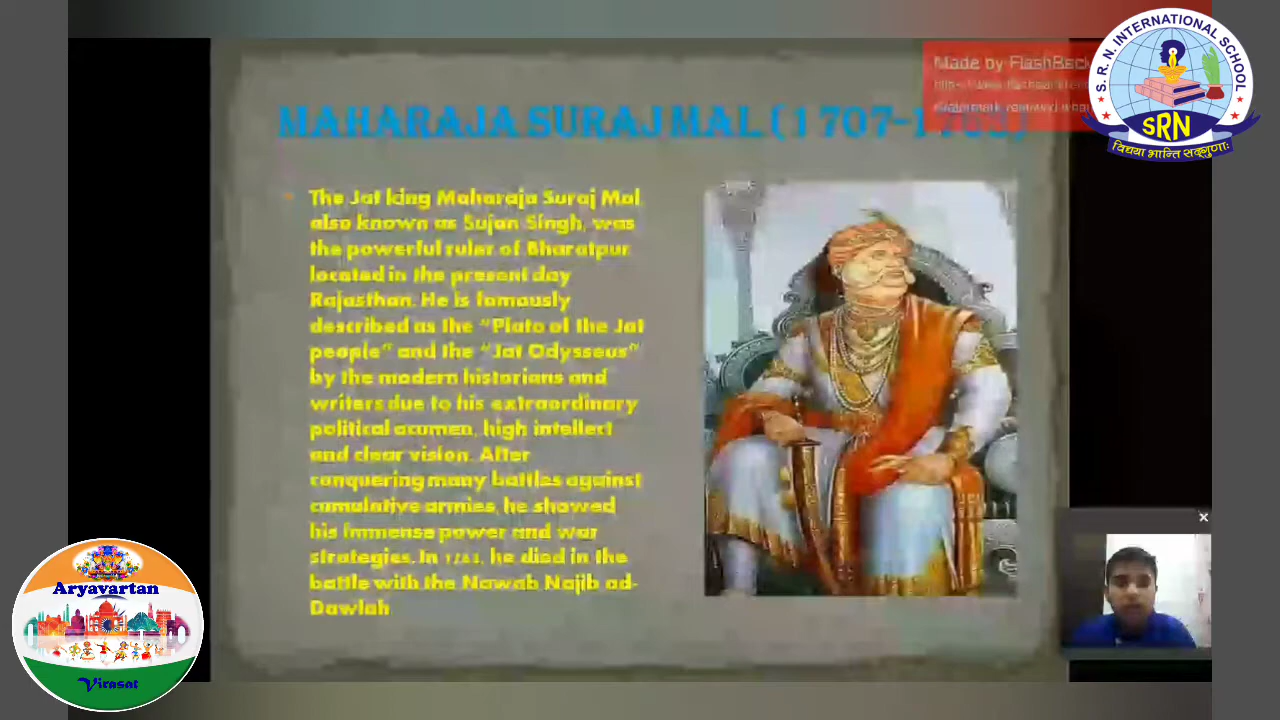 Made by FlashBack
S. R. N. INTERNATIONAL SCHOOL
SRN
विद्यया भान्ति सद्गुणाः
MAHARAJA SURAJ MAL (1707-
The Jat king Maharaja Suraj Mal
also known as Sujan Singh, was
the powerful ruler of Bharatpur
located in the present day
Rajasthan. He is famously
described as the "Plato of the Jat
people" and the "Jat Odysseus"
by the modern historians and
writers due to his extraordinary
political acumen, high intellect
and clear vision. After
conquering many battles against
cumulative armies, he showed
his immense power and war
strategies. In 1763, he died in the
battle with the Nawab Najib ad-
Dawlah
Aryavartan
Virasat